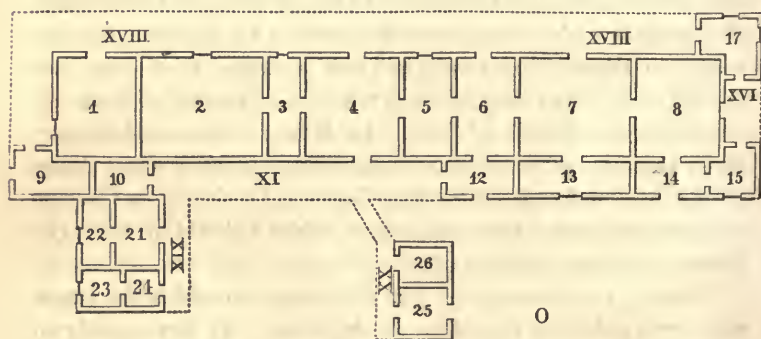 XVIII XVIII 17
1 2 3 4 5 6 7 8 XVI
9 10 XI 12 13 14 15
22 21 XIX
26
XX
23 24
25 O